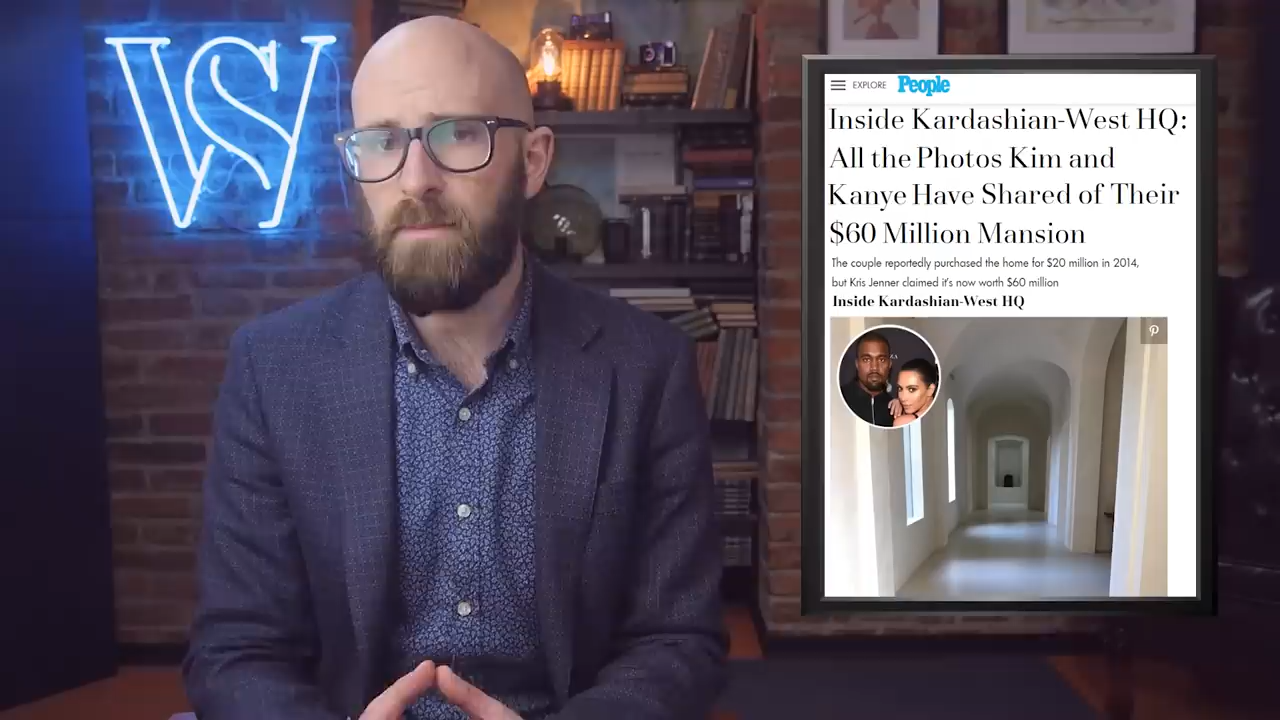 WS
EXPLORE People
Inside Kardashian-West HQ:
All the Photos Kim and
Kanye Have Shared of Their
$60 Million Mansion
The couple reportedly purchased the home for $20 million in 2014,
but Kris Jenner claimed it's now worth $60 million
Inside Kardashian-West HQ